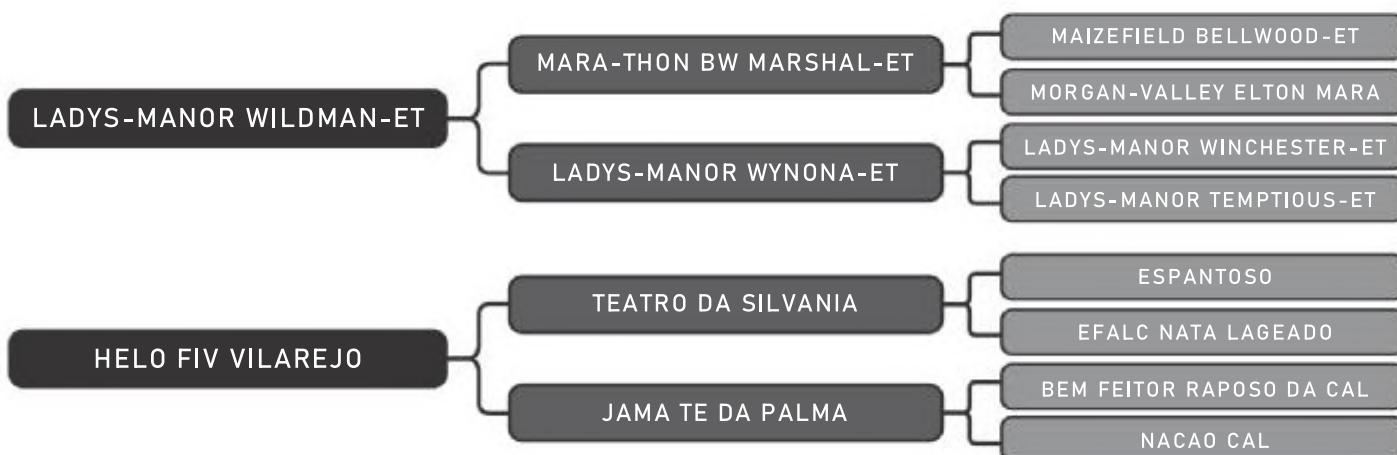 LADYS-MANOR WILDMAN-ET
MARA-THON BW MARSHAL-ET
MAIZEFIELD BELLWOOD-ET
MORGAN-VALLEY ELTON MARA
LADYS-MANOR WYNONA-ET
LADYS-MANOR WINCHESTER-ET
LADYS-MANOR TEMPTIOUS-ET
HELO FIV VILAREJO
TEATRO DA SILVANIA
ESPANTOSO
EFALC NATA LAGEADO
JAMA TE DA PALMA
BEM FEITOR RAPOSO DA CAL
NACAO CAL